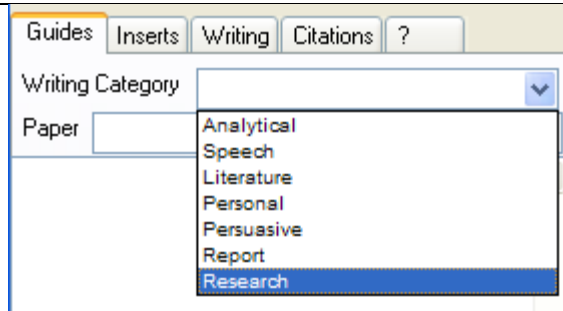 Guides Inserts Writing Citations ?
Writing Category
Paper
Analytical
Speech
Literature
Personal
Persuasive
Report
Research